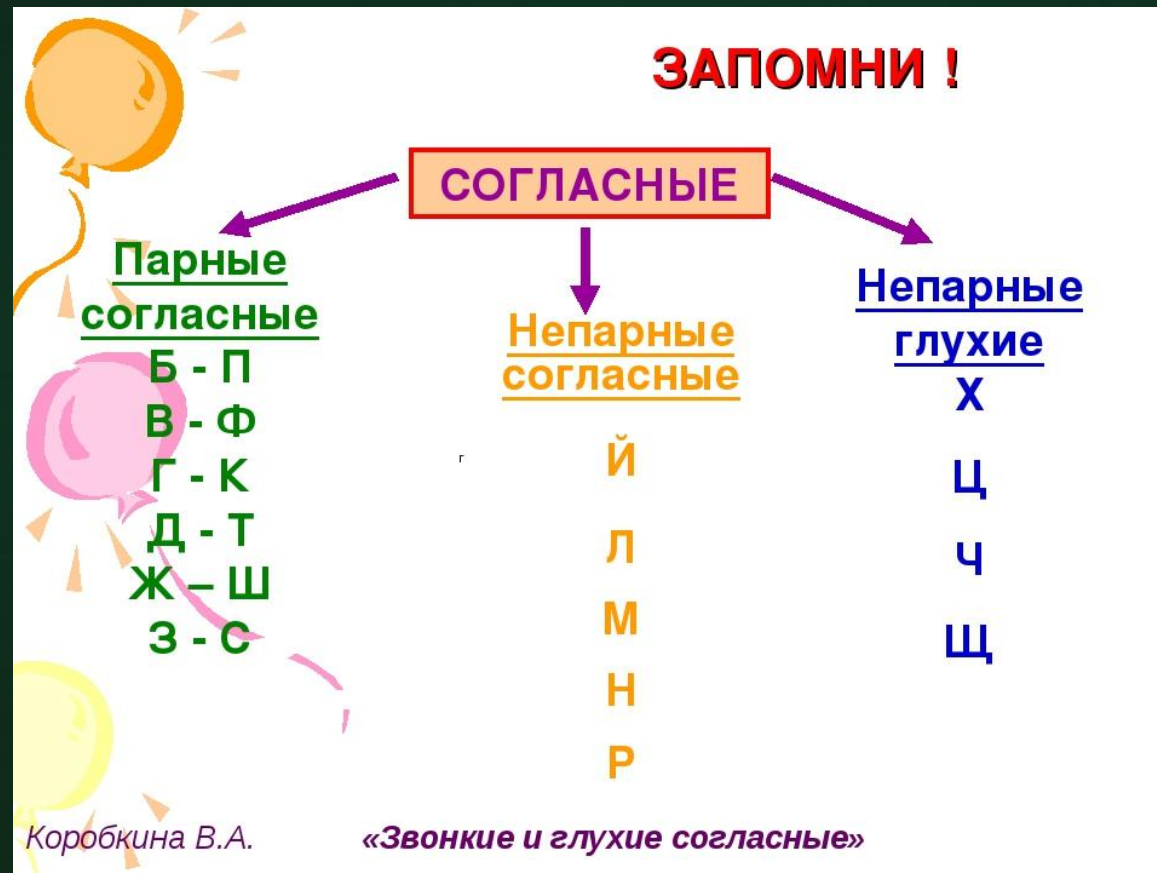 ЗАПОМНИ !
СОГЛАСНЫЕ
Парные
согласные
Б - П
В - Ф
Г - К
Д - Т
Ж – Ш
З - С
Непарные
согласные
г
Й
Л
М
Н
Р
Непарные
глухие
Х
Ц
Ч
Щ
Коробкина В.А.
«Звонкие и глухие согласные»